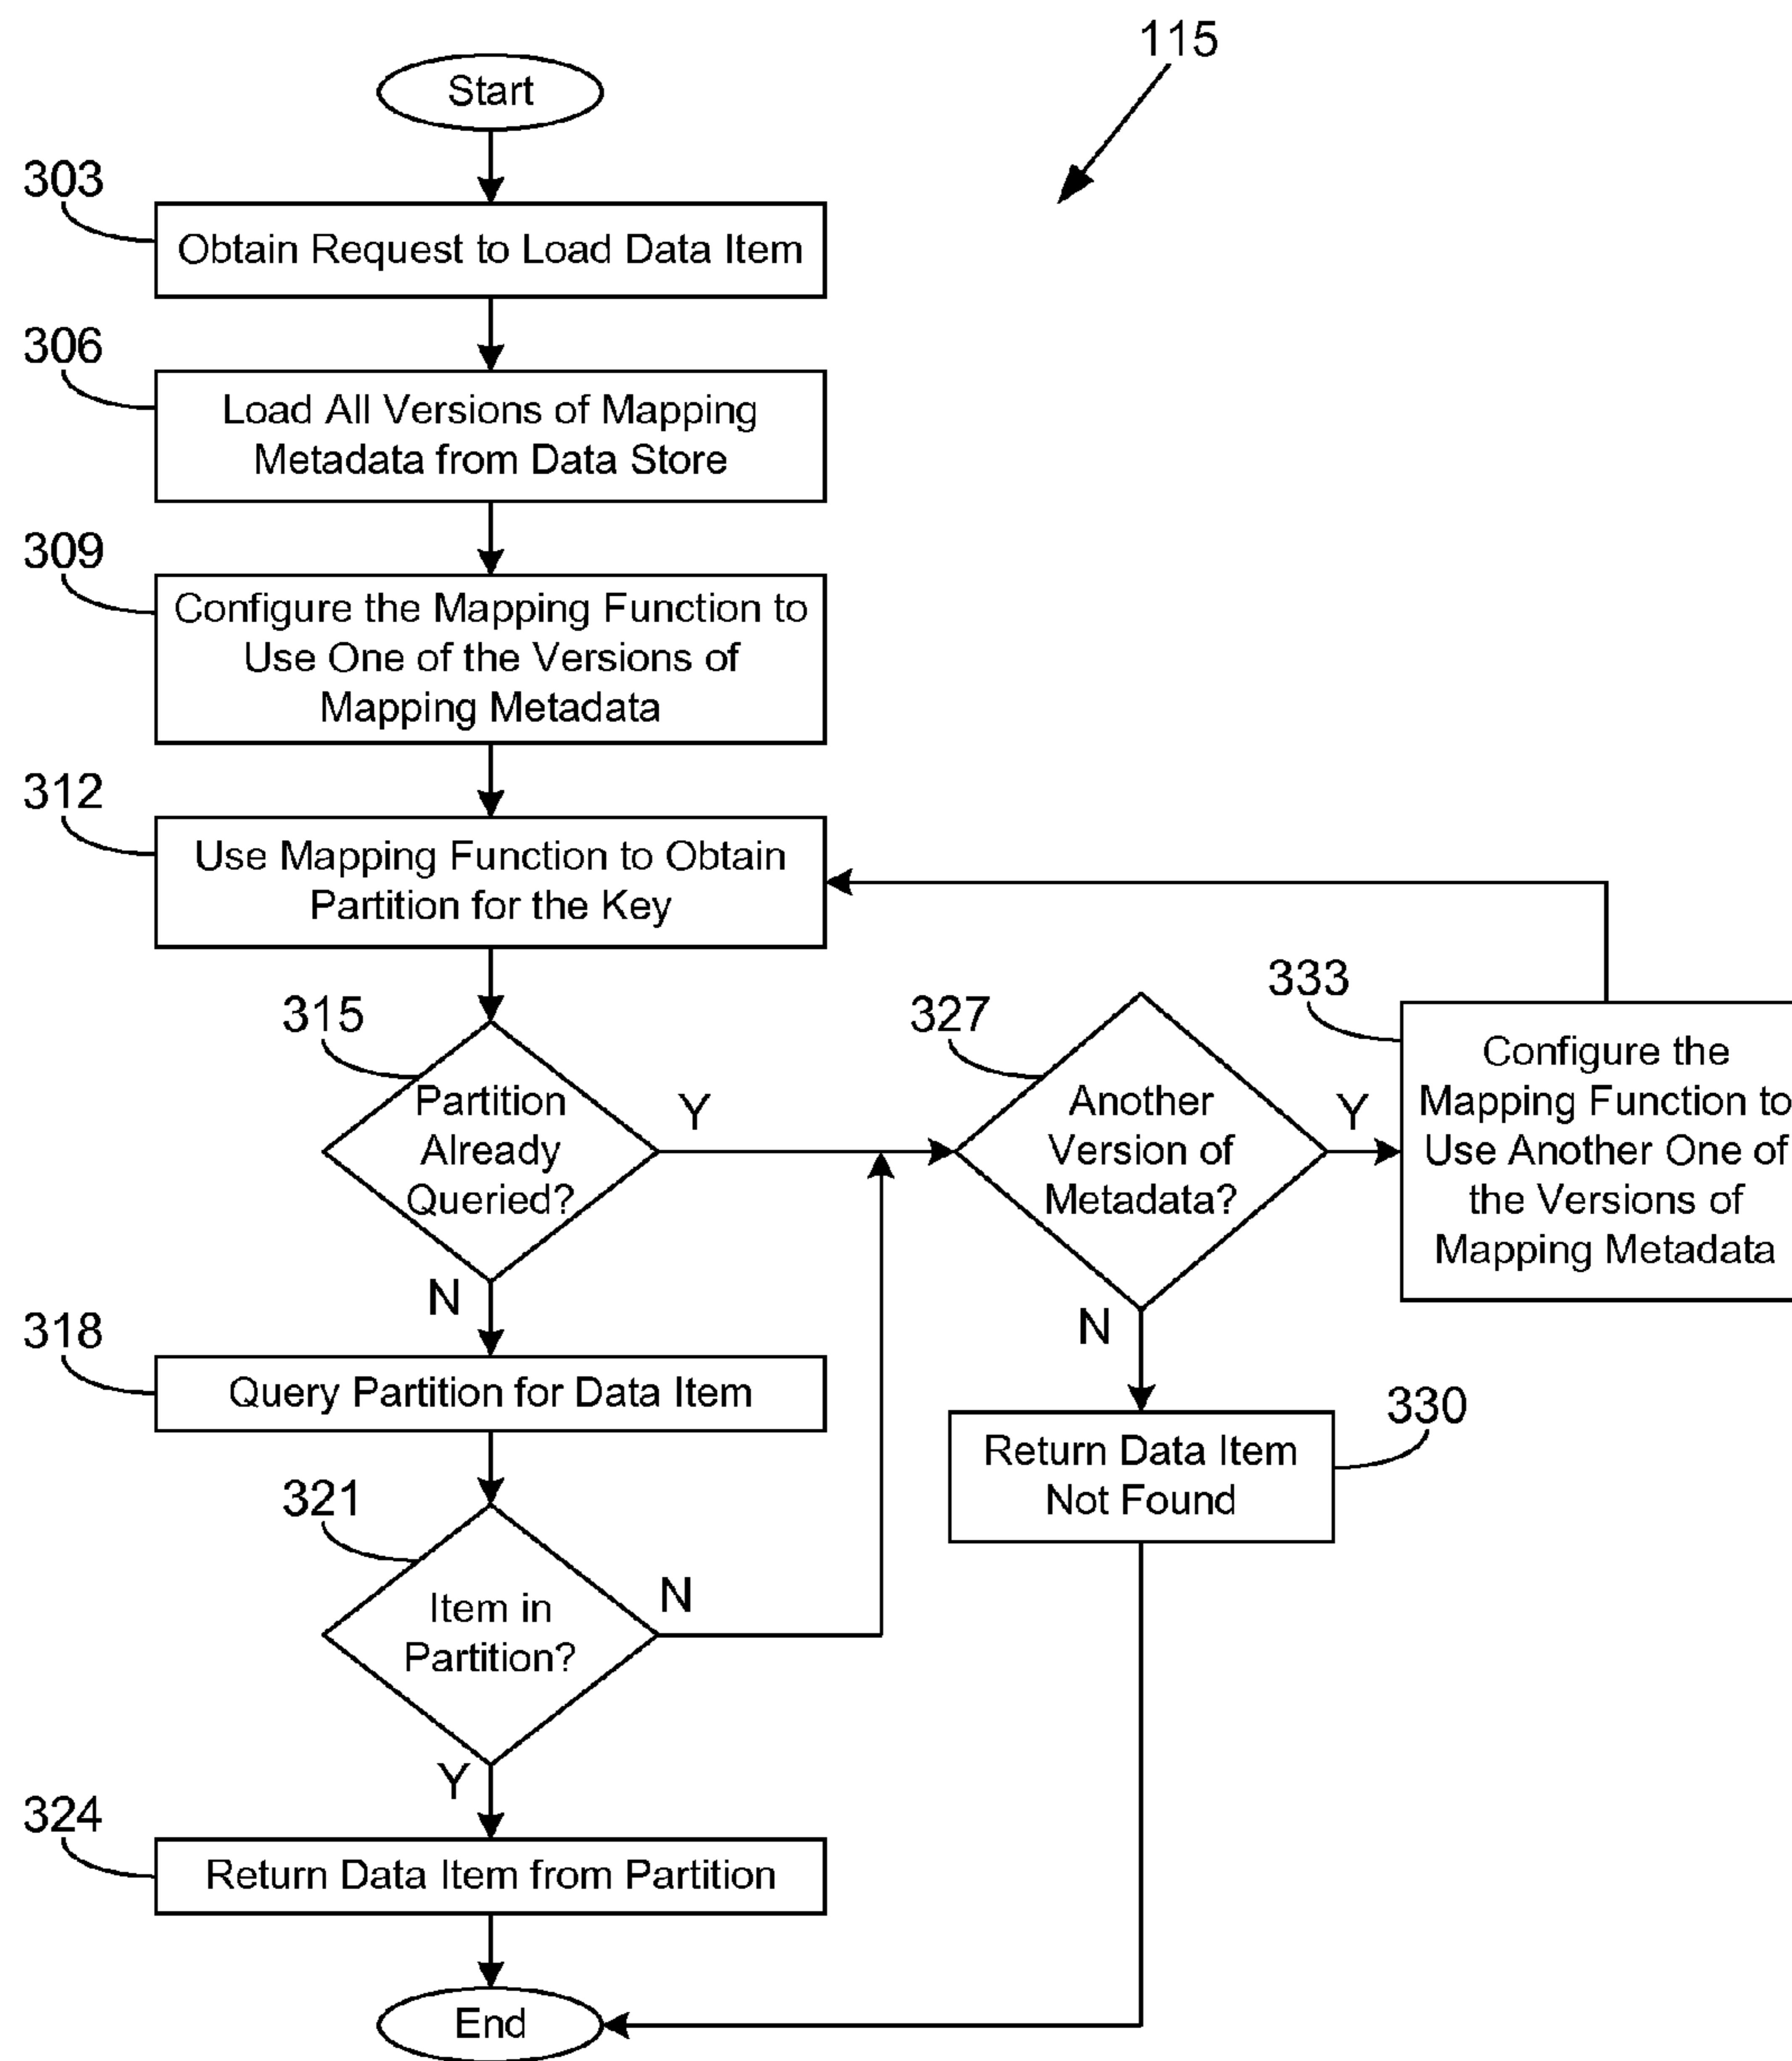 115
Start
303
Obtain Request to Load Data Item
306
Load All Versions of Mapping
Metadata from Data Store
309
Configure the Mapping Function to
Use One of the Versions of
Mapping Metadata
312
Use Mapping Function to Obtain
Partition for the Key
315
Partition
Already
Queried?
Y
N
327
Another
Version of
Metadata?
Y
N
333
Configure the
Mapping Function to
Use Another One of
the Versions of
Mapping Metadata
318
Query Partition for Data Item
330
Return Data Item
Not Found
321
Item in
Partition?
N
Y
324
Return Data Item from Partition
End